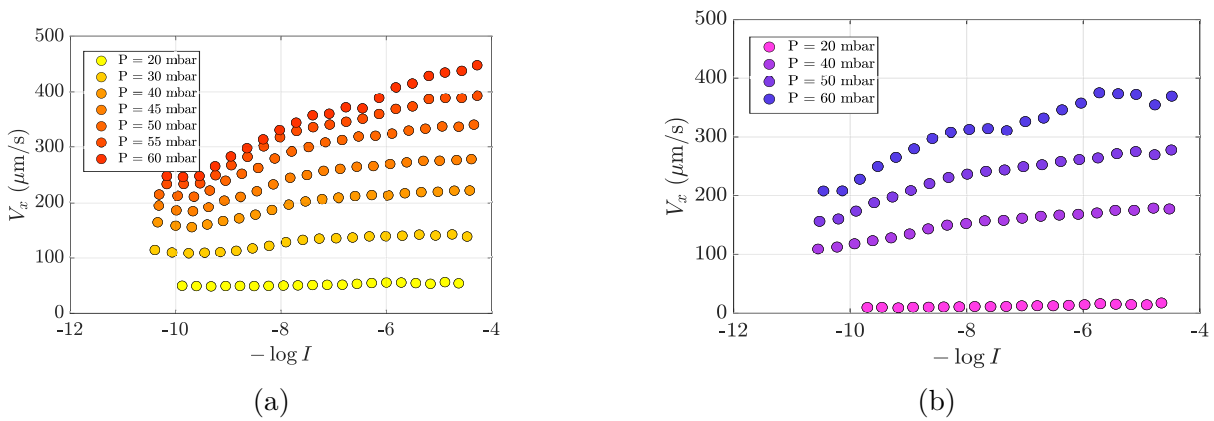 500
400
300
200
100
0
V_x (μm/s)
P = 20 mbar
P = 30 mbar
P = 40 mbar
P = 45 mbar
P = 50 mbar
P = 55 mbar
P = 60 mbar
-12 -10 -8 -6 -4
− log I
(a)
500
400
300
200
100
0
V_x (μm/s)
P = 20 mbar
P = 40 mbar
P = 50 mbar
P = 60 mbar
-12 -10 -8 -6 -4
− log I
(b)